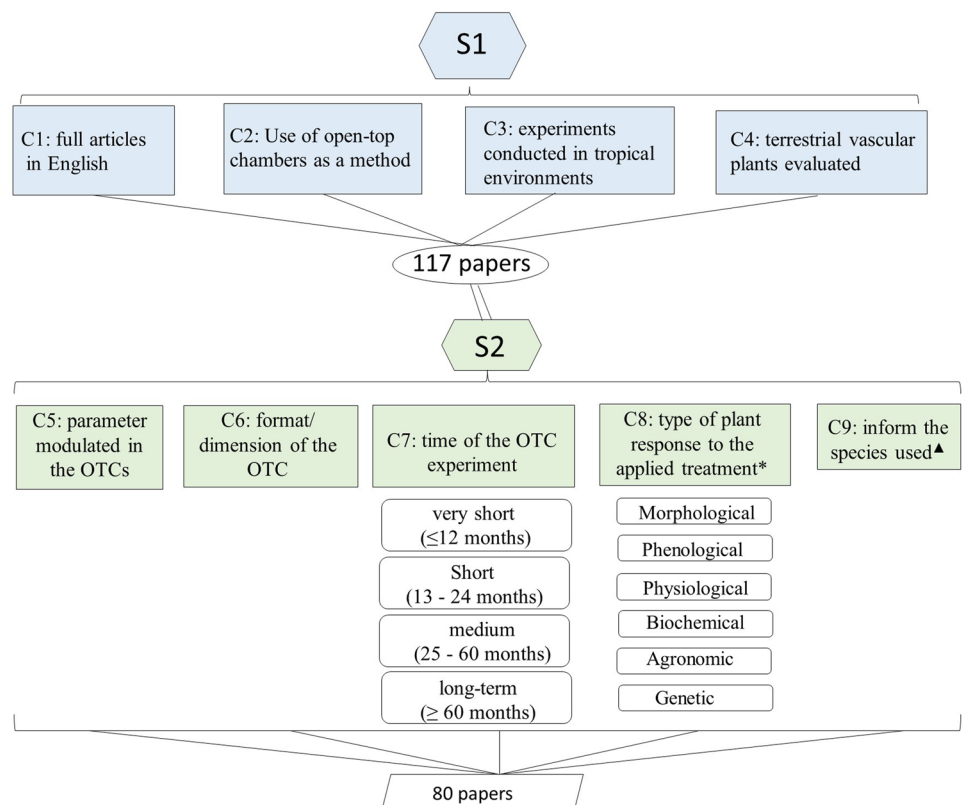 S1
C1: full articles
in English
C2: Use of open-top
chambers as a method
C3: experiments
conducted in tropical
environments
C4: terrestrial vascular
plants evaluated
117 papers
S2
C5: parameter
modulated in
the OTCs
C6: format/
dimension of the
OTC
C7: time of the OTC
experiment
C8: type of plant
response to the
applied treatment*
C9: inform the
species used▲
very short
(≤12 months)
Short
(13 - 24 months)
medium
(25 - 60 months)
long-term
(≥ 60 months)
Morphological
Phenological
Physiological
Biochemical
Agronomic
Genetic
80 papers